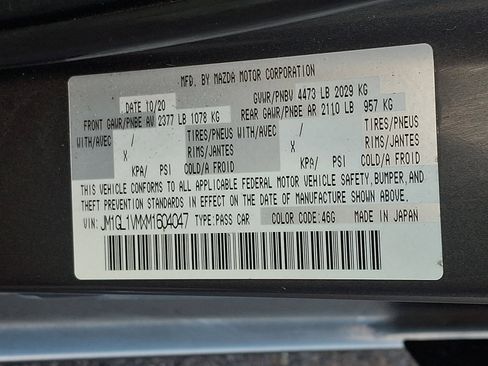 MFD. BY MAZDA MOTOR CORPORATION
DATE 10/20 GVWR/PNBV 4473 LB 2029 KG
FRONT GAWR/PNBE AV 2377 LB 1078 KG REAR GAWR/PNBE AR 2110 LB 957 KG
WITH/AVEC / TIRES/PNEUS WITH/AVEC / TIRES/PNEUS
X RIMS/JANTES X RIMS/JANTES
KPA/ PSI COLD/A FROID KPA/ PSI COLD/A FROID
THIS VEHICLE CONFORMS TO ALL APPLICABLE FEDERAL MOTOR VEHICLE SAFETY, BUMPER, AND
THEFT PREVENTION STANDARDS IN EFFECT ON THE DATE OF MANUFACTURE SHOWN ABOVE.
VIN: JM1GL1VMXM1604047 TYPE:PASS CAR COLOR CODE:46G MADE IN JAPAN